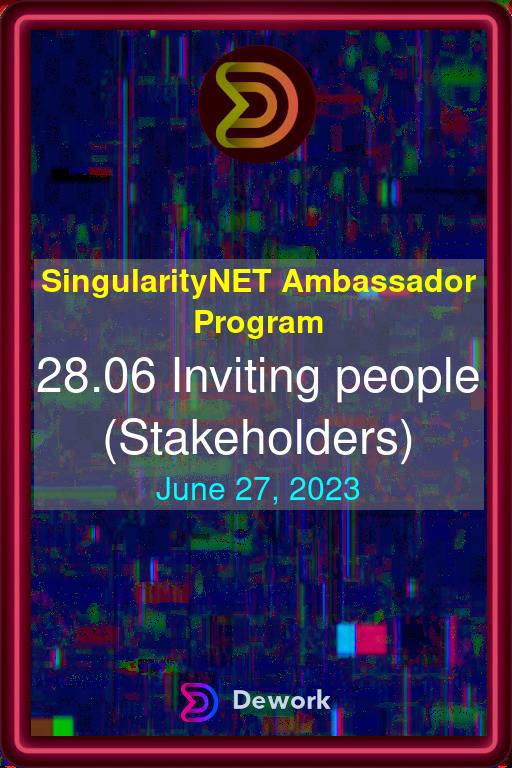 SingularityNET Ambassador
Program
28.06 Inviting people
(Stakeholders)
June 27, 2023
Dework